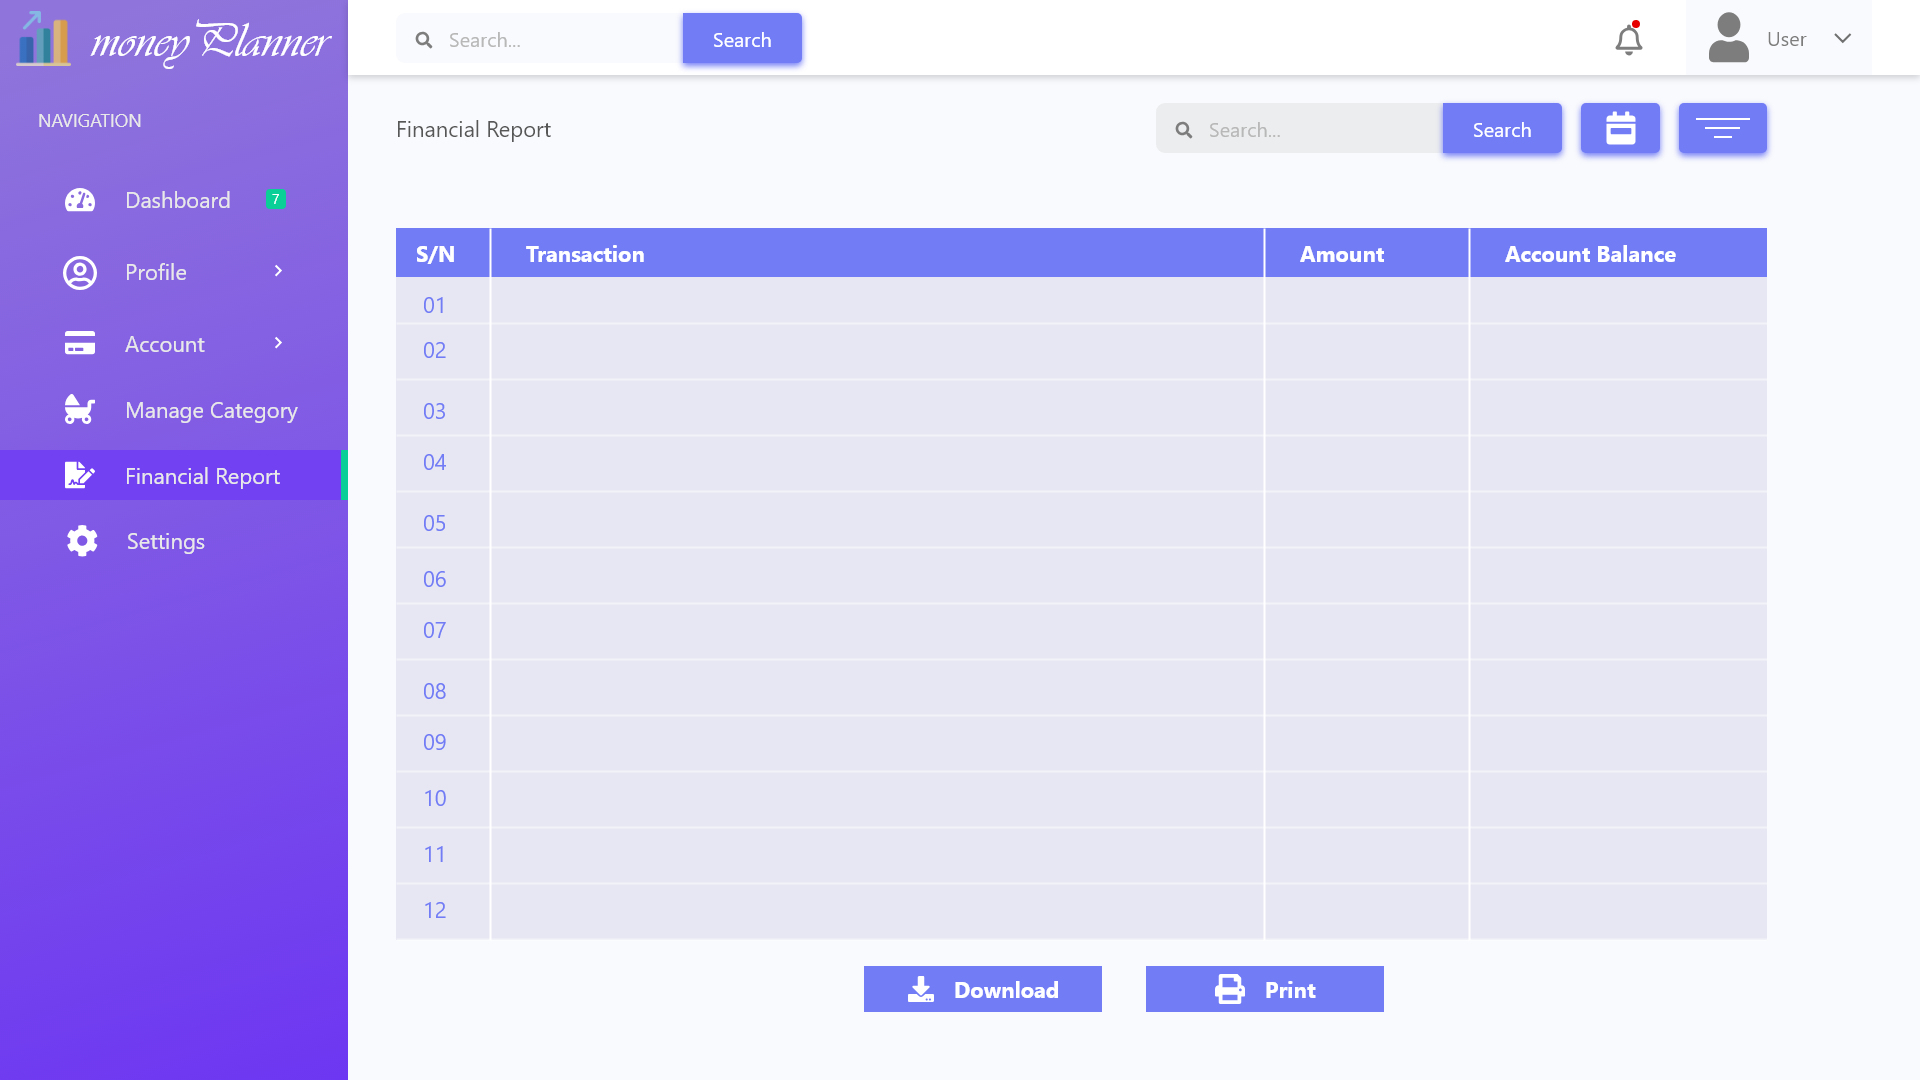 money Planner
Search...
Search
User
NAVIGATION
Dashboard
7
Profile
Account
Manage Category
Financial Report
Settings
Financial Report
Search...
Search
S/N Transaction Amount Account Balance
01
02
03
04
05
06
07
08
09
10
11
12
Download
Print